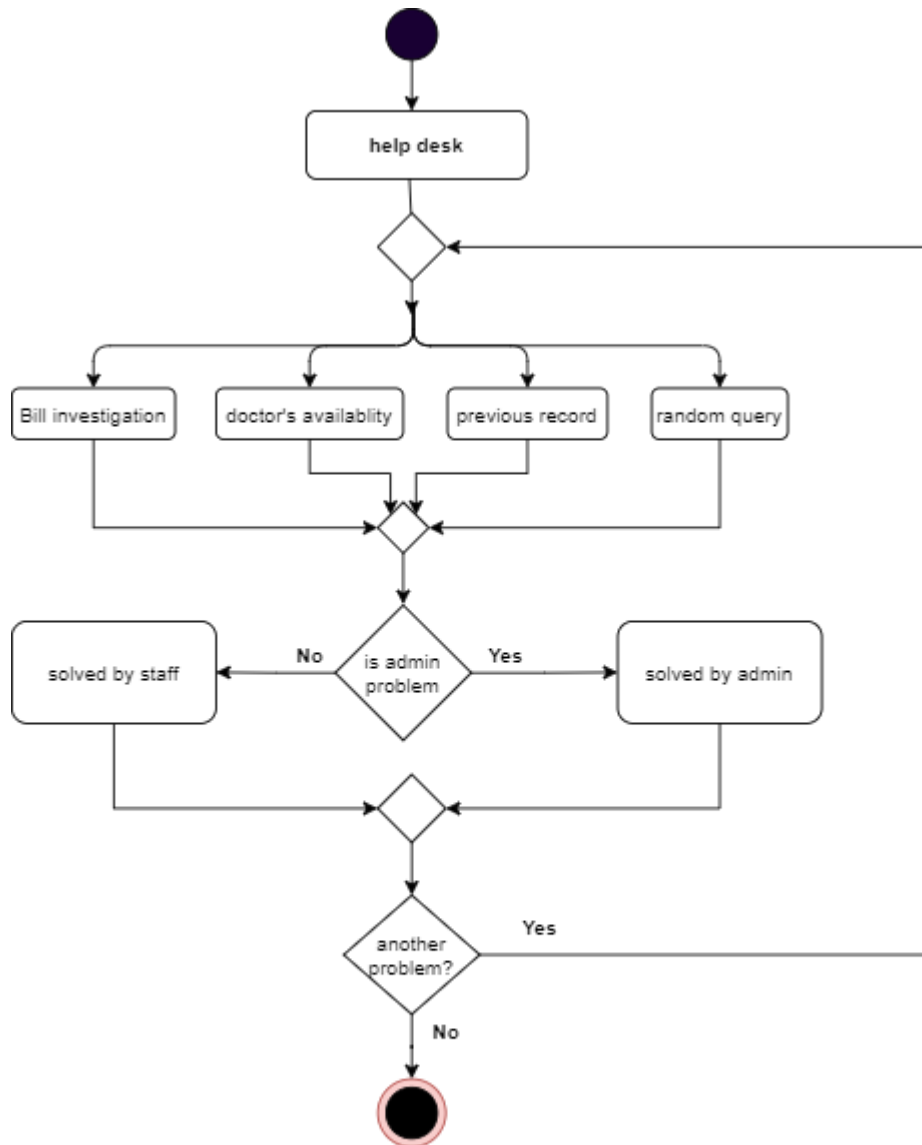 help desk
Bill investigation
doctor's availablity
previous record
random query
is admin
problem
No
Yes
solved by staff
solved by admin
another
problem?
Yes
No